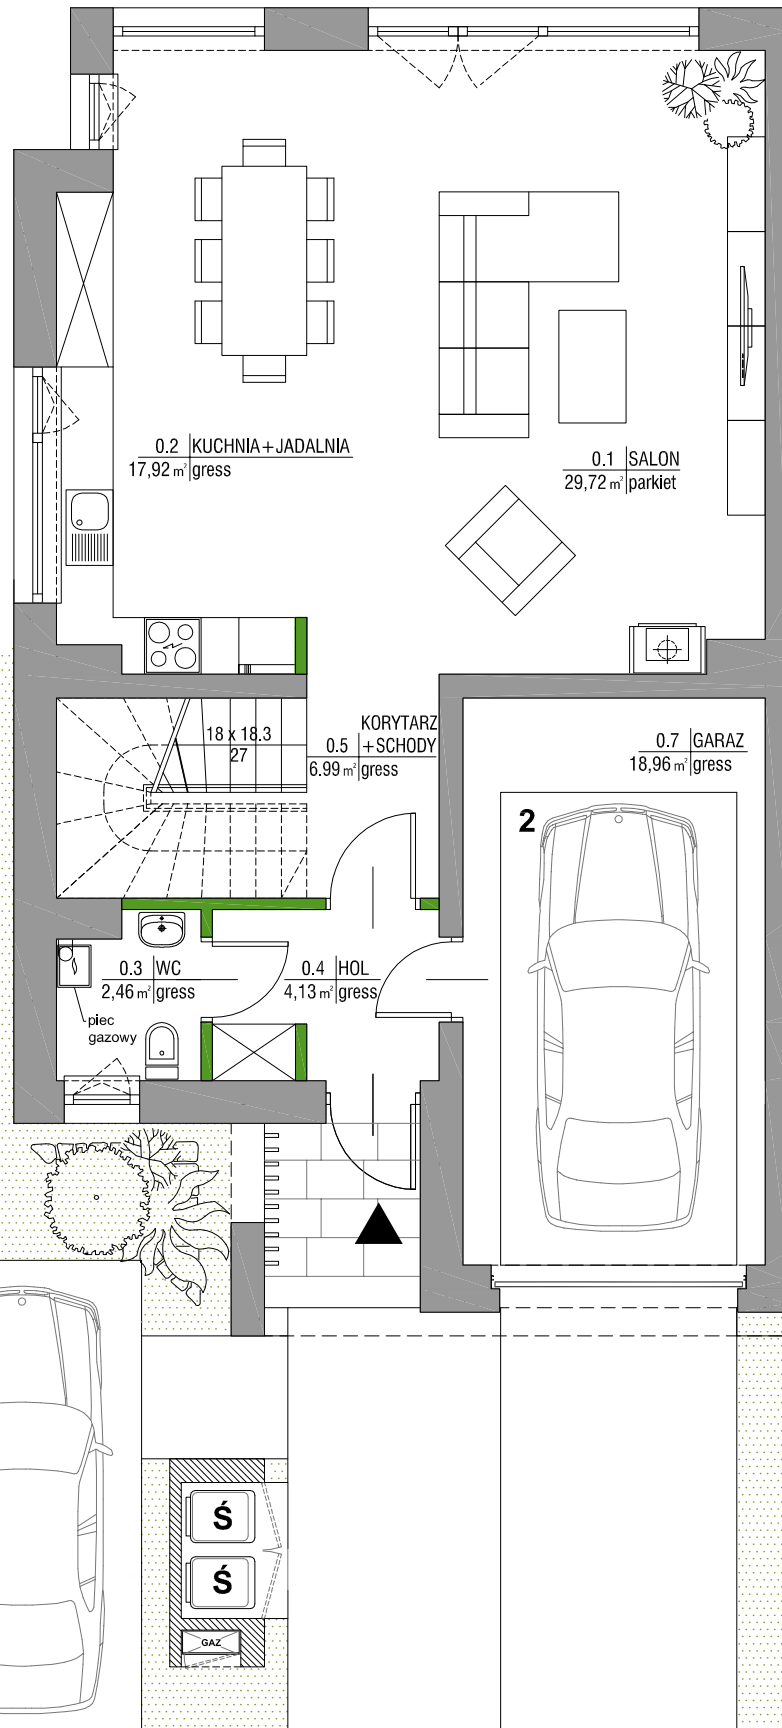 0.2 KUCHNIA+JADALNIA
17,92 m² gress
0.1 SALON
29,72 m² parkiet
18 x 18.3
27
KORYTARZ
0.5 +SCHODY
6.99 m² gress
0.7 GARAZ
18,96 m² gress
2
0.3 WC
2,46 m² gress
0.4 HOL
4,13 m² gress
piec
gazowy
Ś
Ś
GAZ